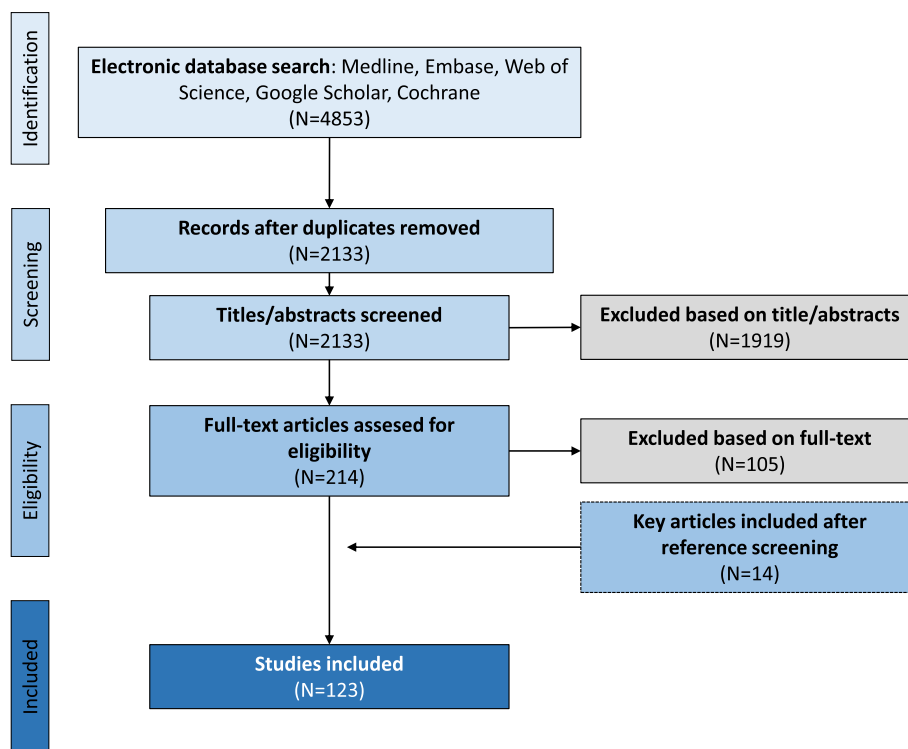 Identification
Electronic database search: Medline, Embase, Web of
Science, Google Scholar, Cochrane
(N=4853)
Screening
Records after duplicates removed
(N=2133)
Titles/abstracts screened
(N=2133)
Excluded based on title/abstracts
(N=1919)
Eligibility
Full-text articles assesed for
eligibility
(N=214)
Excluded based on full-text
(N=105)
Key articles included after
reference screening
(N=14)
Included
Studies included
(N=123)